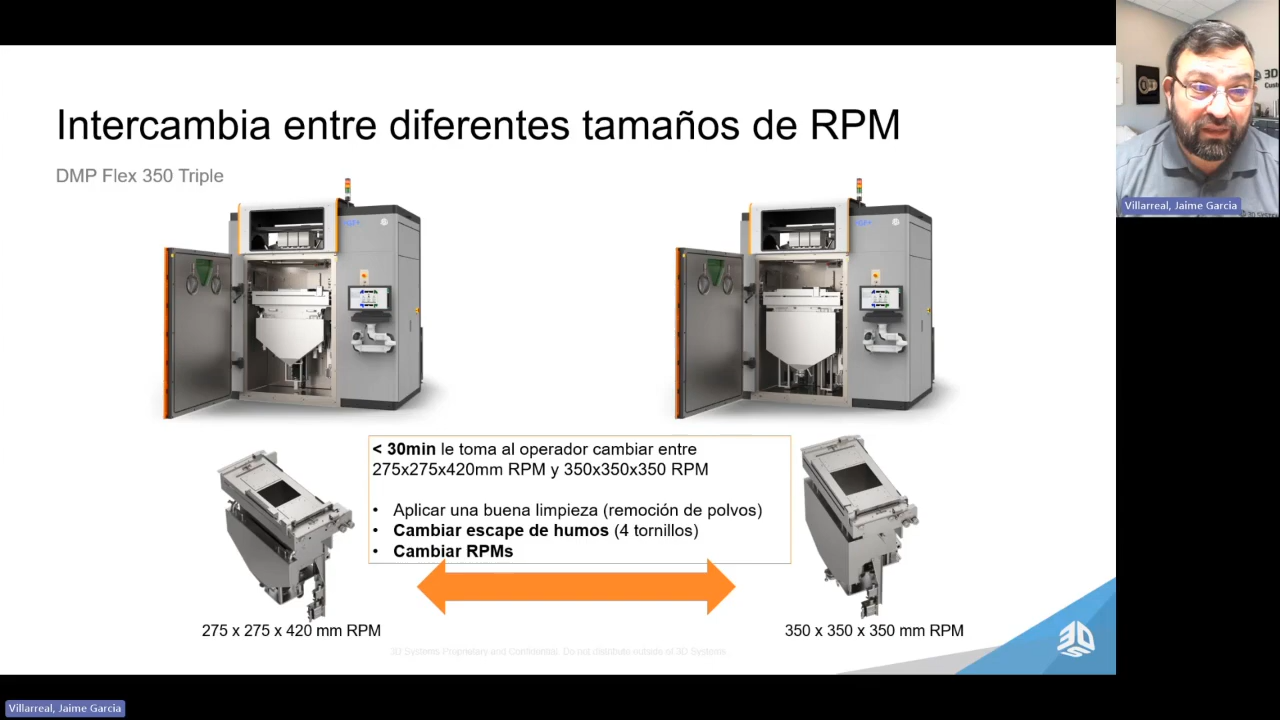 Intercambia entre diferentes tamaños de RPM
DMP Flex 350 Triple
< 30min le toma al operador cambiar entre
275x275x420mm RPM y 350x350x350 RPM
• Aplicar una buena limpieza (remoción de polvos)
• Cambiar escape de humos (4 tornillos)
• Cambiar RPMs
275 x 275 x 420 mm RPM
350 x 350 x 350 mm RPM
3D Systems Proprietary and Confidential. Do not distribute outside of 3D Systems.
3DS
3D
Cust
Villarreal, Jaime Garcia
Villarreal, Jaime Garcia